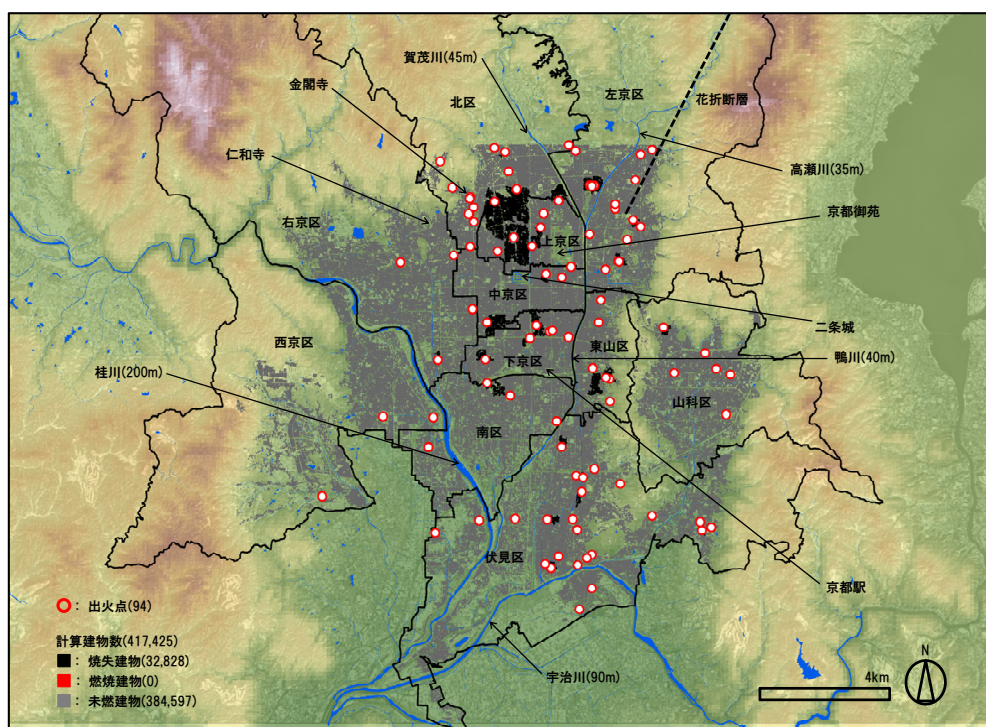 賀茂川(45m)
金閣寺
北区
左京区
花折断層
仁和寺
高瀬川(35m)
京都御苑
右京区
上京区
中京区
二条城
西京区
東山区
下京区
鴨川(40m)
桂川(200m)
山科区
南区
伏見区
京都駅
宇治川(90m)
：出火点(94)
計算建物数(417,425)
：焼失建物(32,828)
：燃焼建物(0)
：未燃建物(384,597)
4km
N